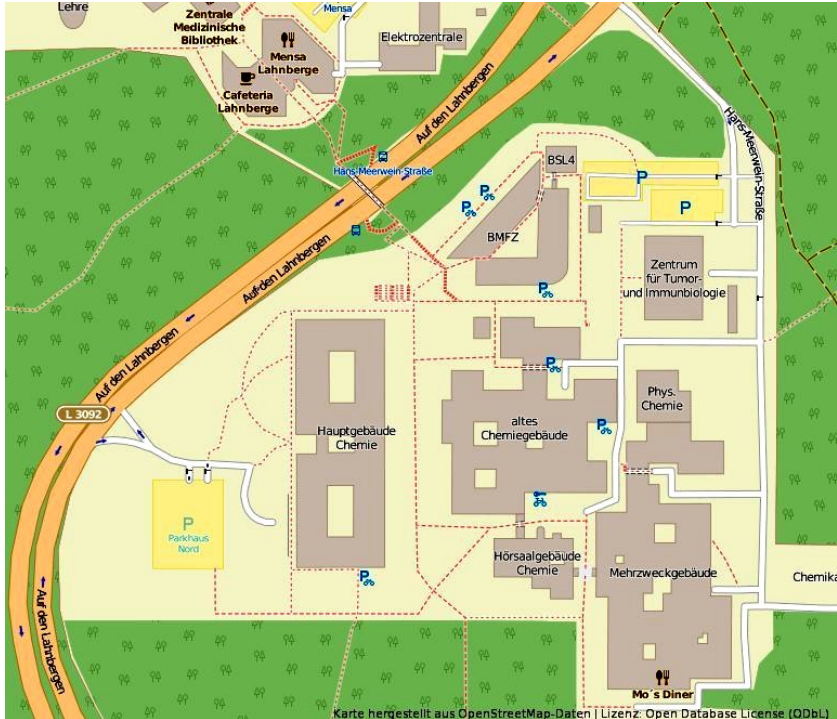 Lehre
Zentrale
Medizinische
Bibliothek
Mensa
Mensa
Lahnberge
Elektrozentrale
Cafeteria
Lahnberge
Auf den Lahnbergen
Hans-Meerwein-Straße
Hans-Meerwein-Straße
BSL4
P
P
BMFZ
Auf den Lahnbergen
Zentrum
für Tumor-
und Immunbiologie
Auf den Lahnbergen
L 3092
Hauptgebäude
Chemie
altes
Chemiegebäude
Phys.
Chemie
P
Parkhaus
Nord
Hörsaalgebäude
Chemie
Mehrzweckgebäude
Chemika
Auf den Lahnbergen
Mo´s Diner
Karte hergestellt aus OpenStreetMap-Daten | Lizenz: Open Database License (ODbL)